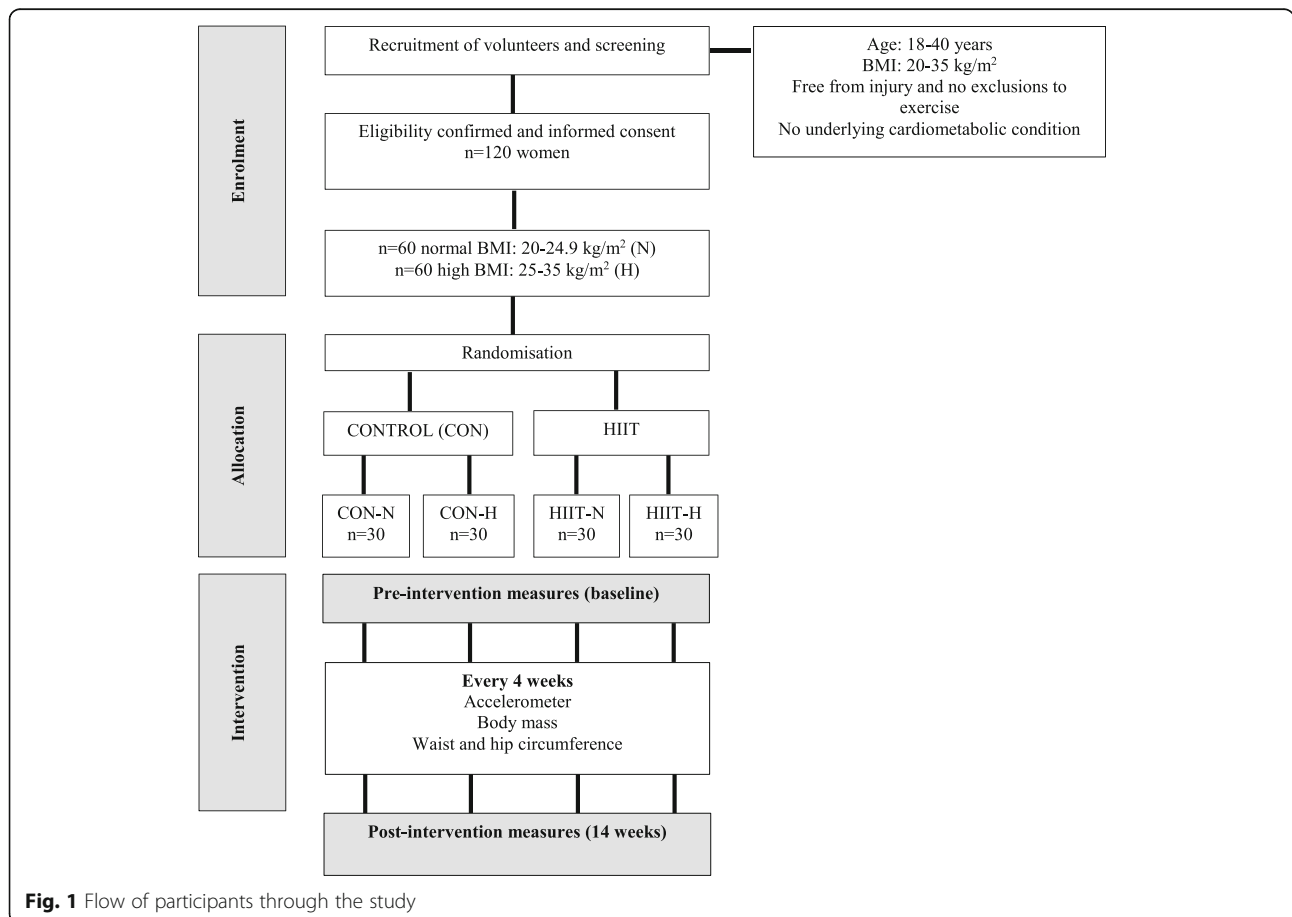 Recruitment of volunteers and screening
Age: 18-40 years
BMI: 20-35 kg/m²
Free from injury and no exclusions to
exercise
No underlying cardiometabolic condition
Enrolment
Eligibility confirmed and informed consent
n=120 women
n=60 normal BMI: 20-24.9 kg/m² (N)
n=60 high BMI: 25-35 kg/m² (H)
Allocation
Randomisation
CONTROL (CON)
HIIT
CON-N
n=30
CON-H
n=30
HIIT-N
n=30
HIIT-H
n=30
Intervention
Pre-intervention measures (baseline)
Every 4 weeks
Accelerometer
Body mass
Waist and hip circumference
Post-intervention measures (14 weeks)
Fig. 1 Flow of participants through the study